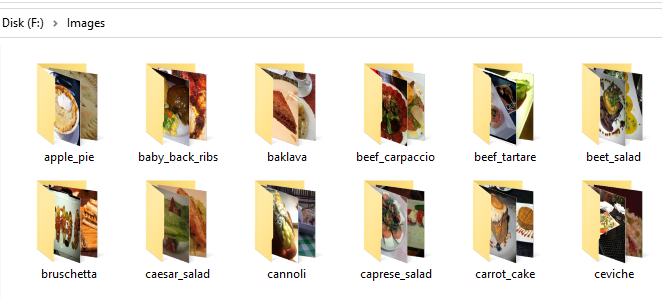 Disk (F:) > Images
apple_pie
baby_back_ribs
baklava
beef_carpaccio
beef_tartare
beet_salad
bruschetta
caesar_salad
cannoli
caprese_salad
carrot_cake
ceviche